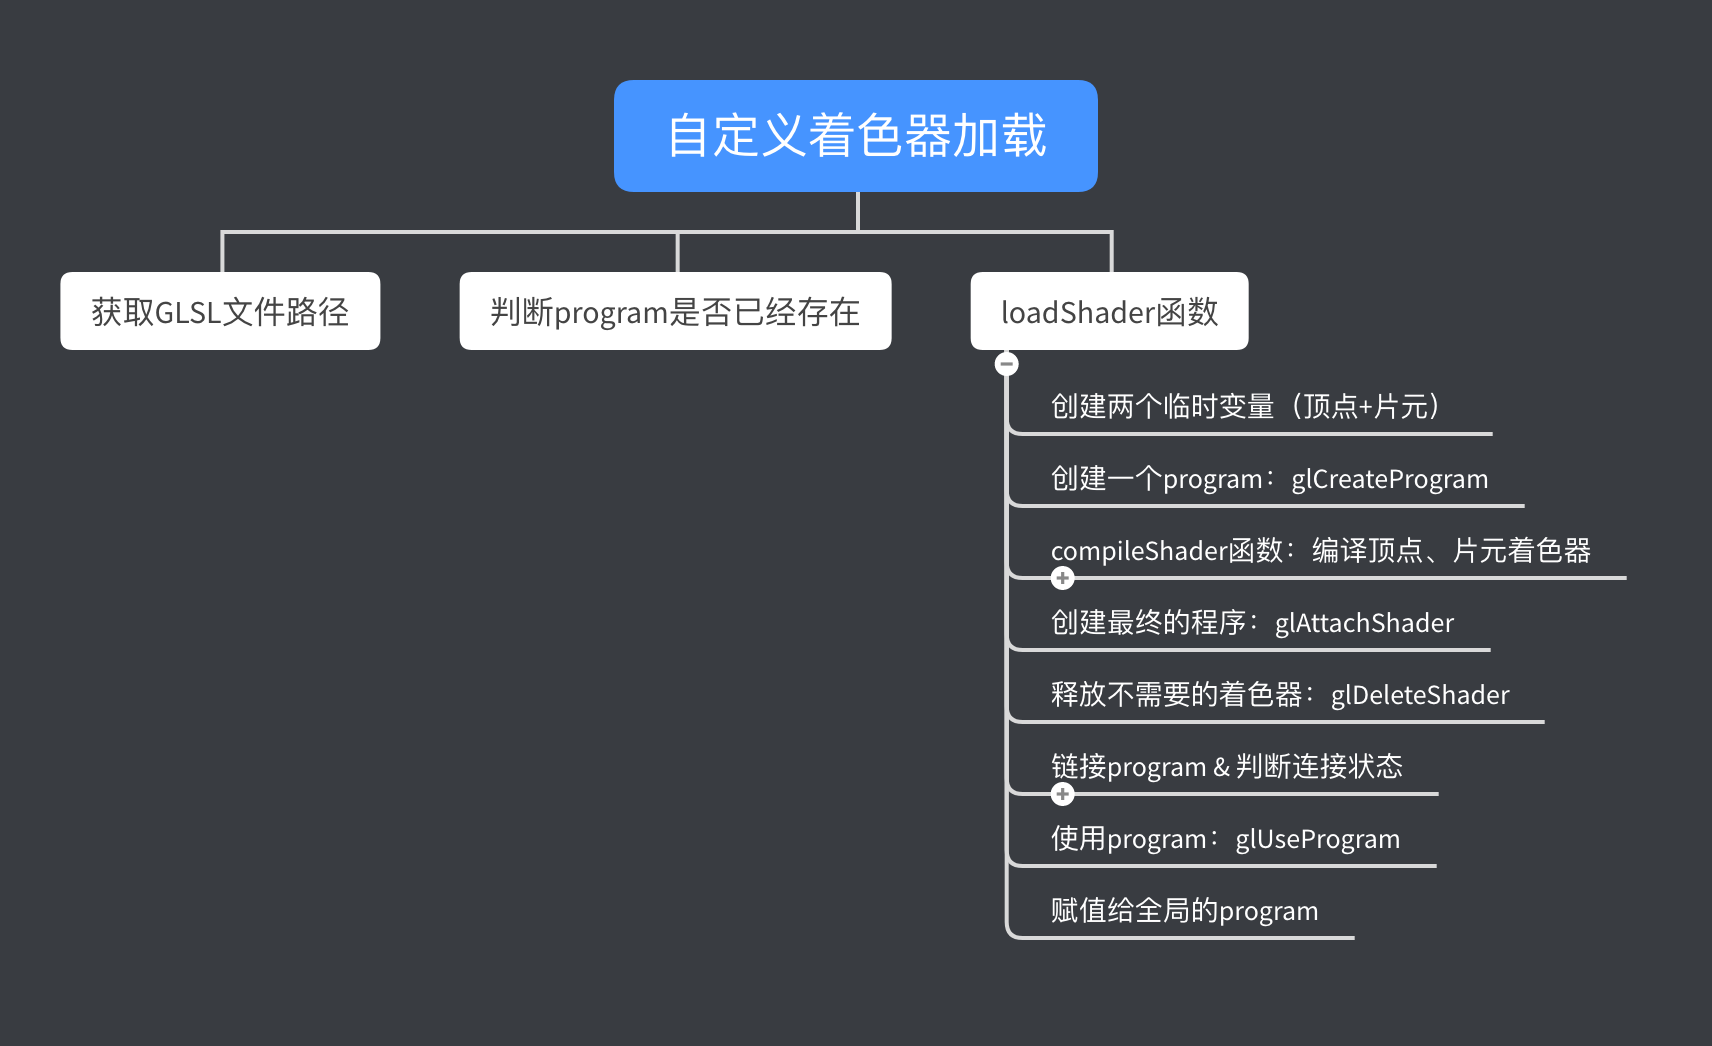 自定义着色器加载
获取GLSL文件路径
判断program是否已经存在
loadShader函数
创建两个临时变量（顶点+片元）
创建一个program：glCreateProgram
compileShader函数：编译顶点、片元着色器
创建最终的程序：glAttachShader
释放不需要的着色器：glDeleteShader
链接program & 判断连接状态
使用program：glUseProgram
赋值给全局的program